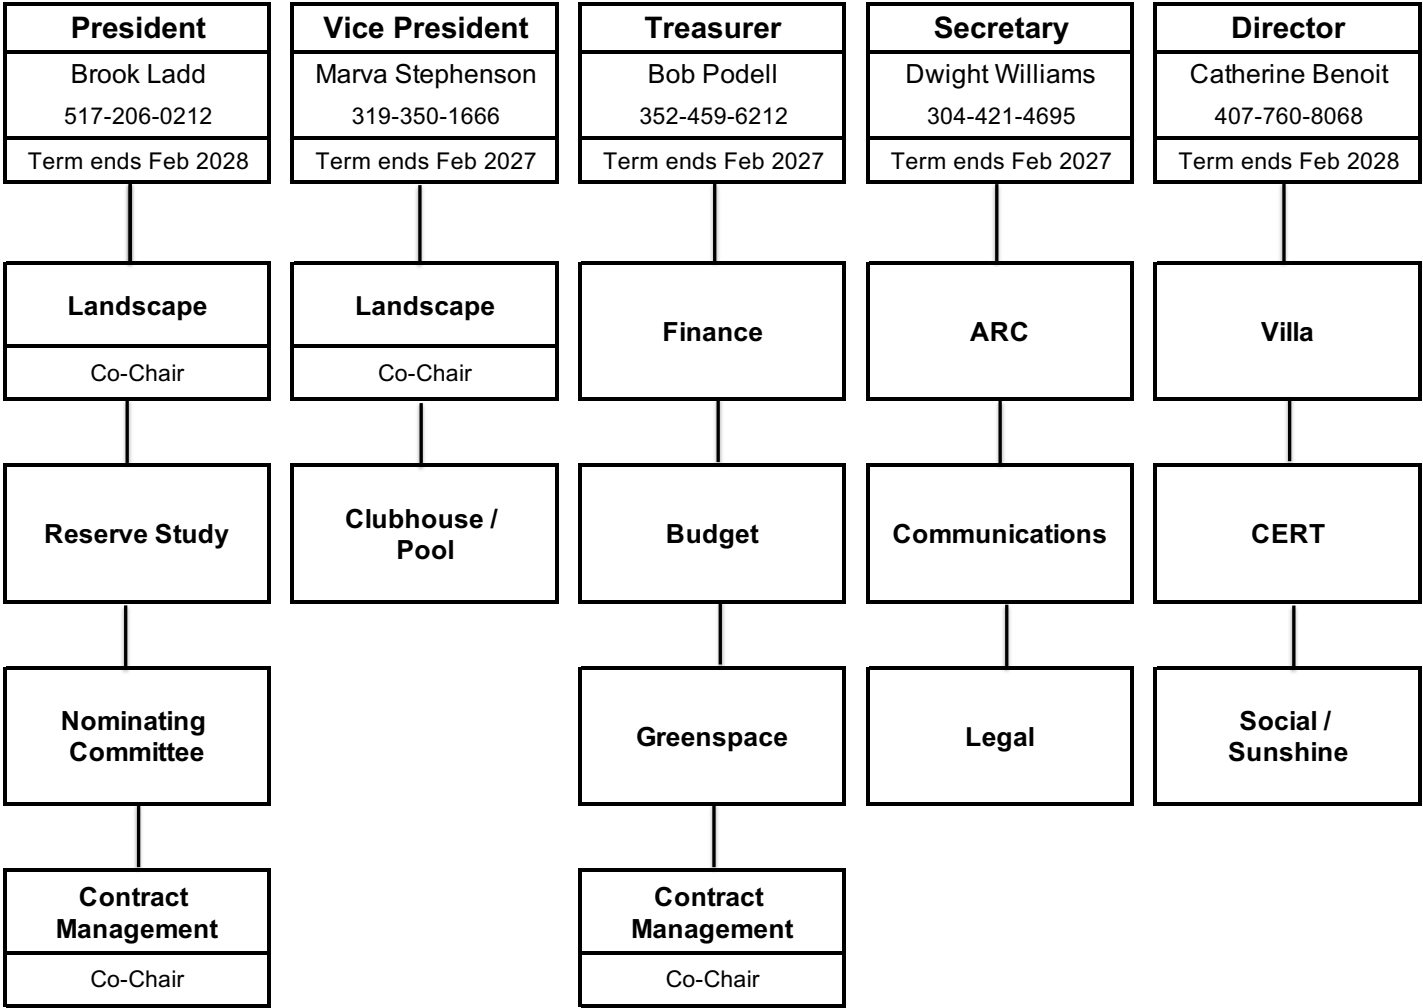 President
Brook Ladd
517-206-0212
Term ends Feb 2028
Landscape
Co-Chair
Reserve Study
Nominating
Committee
Contract
Management
Co-Chair
Vice President
Marva Stephenson
319-350-1666
Term ends Feb 2027
Landscape
Co-Chair
Clubhouse /
Pool
Treasurer
Bob Podell
352-459-6212
Term ends Feb 2027
Finance
Budget
Greenspace
Contract
Management
Co-Chair
Secretary
Dwight Williams
304-421-4695
Term ends Feb 2027
ARC
Communications
Legal
Director
Catherine Benoit
407-760-8068
Term ends Feb 2028
Villa
CERT
Social /
Sunshine